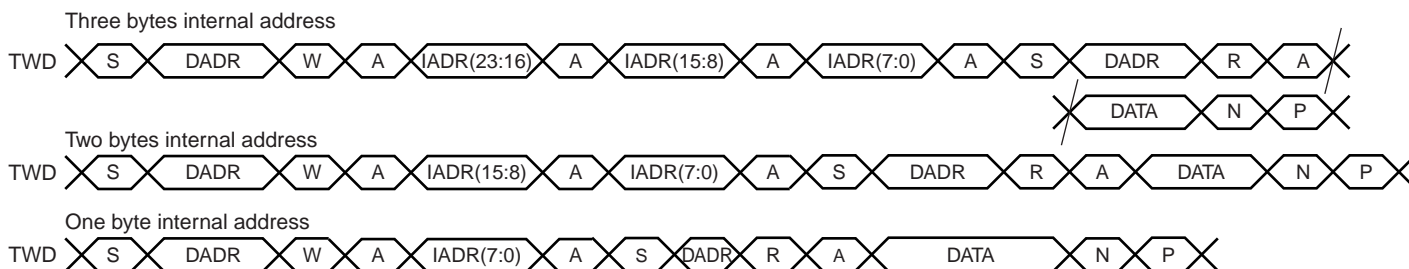 Three bytes internal address
TWD S DADR W A IADR(23:16) A IADR(15:8) A IADR(7:0) A S DADR R A
DATA N P
Two bytes internal address
TWD S DADR W A IADR(15:8) A IADR(7:0) A S DADR R A DATA N P
One byte internal address
TWD S DADR W A IADR(7:0) A S DADR R A DATA N P